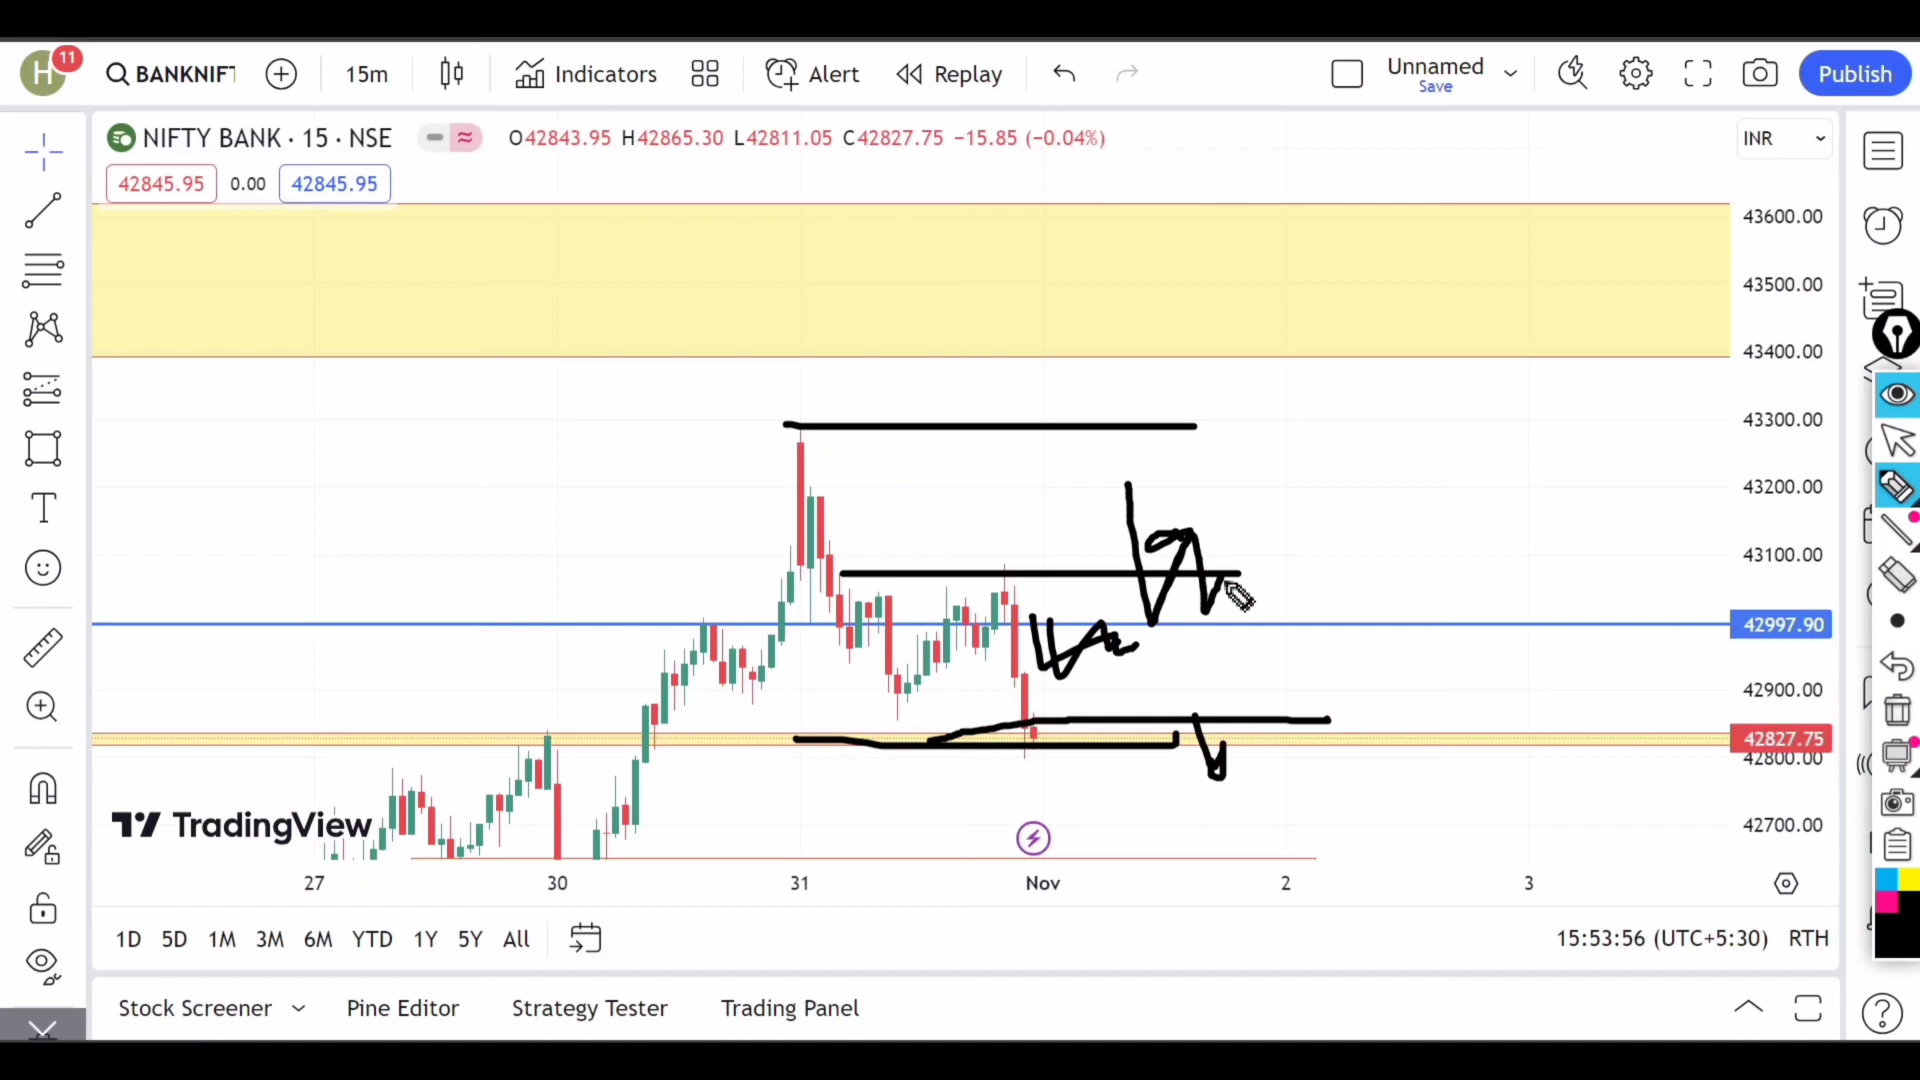 H 11 BANKNIFT 15m Indicators Alert Replay Unnamed Publish
Save
NIFTY BANK · 15 · NSE O42843.95 H42865.30 L42811.05 C42827.75 −15.85 (−0.04%) INR
42845.95 0.00 42845.95
43600.00
43500.00
43400.00
43300.00
43200.00
43100.00
42997.90
42900.00
42827.75
42800.00
42700.00
TradingView
27 30 31 Nov 2 3
1D 5D 1M 3M 6M YTD 1Y 5Y All 15:53:56 (UTC+5:30) RTH
Stock Screener Pine Editor Strategy Tester Trading Panel